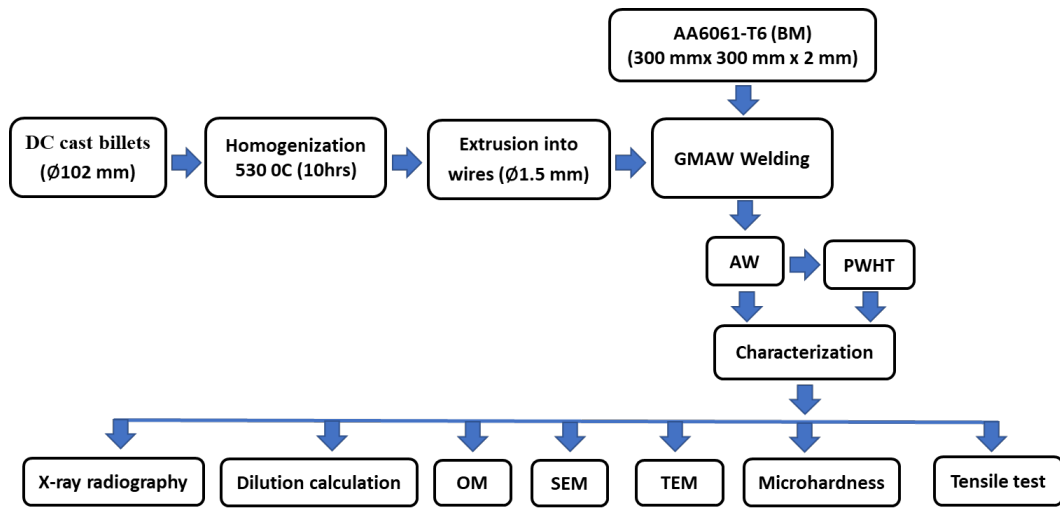 AA6061-T6 (BM)
(300 mmx 300 mm x 2 mm)
DC cast billets
(Ø102 mm)
Homogenization
530 0C (10hrs)
Extrusion into
wires (Ø1.5 mm)
GMAW Welding
AW
PWHT
Characterization
X-ray radiography
Dilution calculation
OM
SEM
TEM
Microhardness
Tensile test